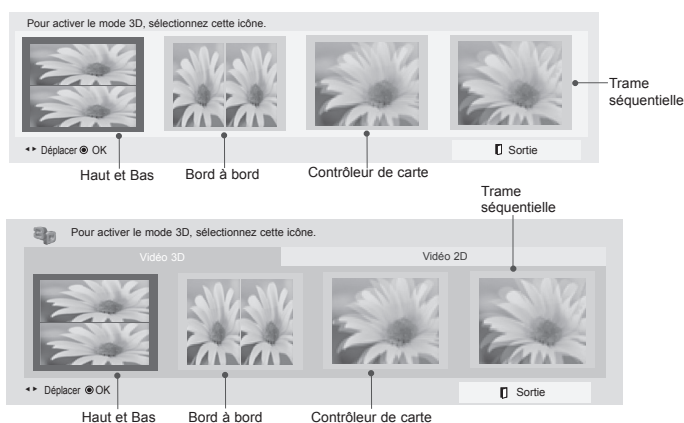 Pour activer le mode 3D, sélectionnez cette icône.
Trame
séquentielle
Déplacer OK
Sortie
Haut et Bas
Bord à bord
Contrôleur de carte
Trame
séquentielle
Pour activer le mode 3D, sélectionnez cette icône.
Vidéo 3D
Vidéo 2D
Déplacer OK
Sortie
Haut et Bas
Bord à bord
Contrôleur de carte